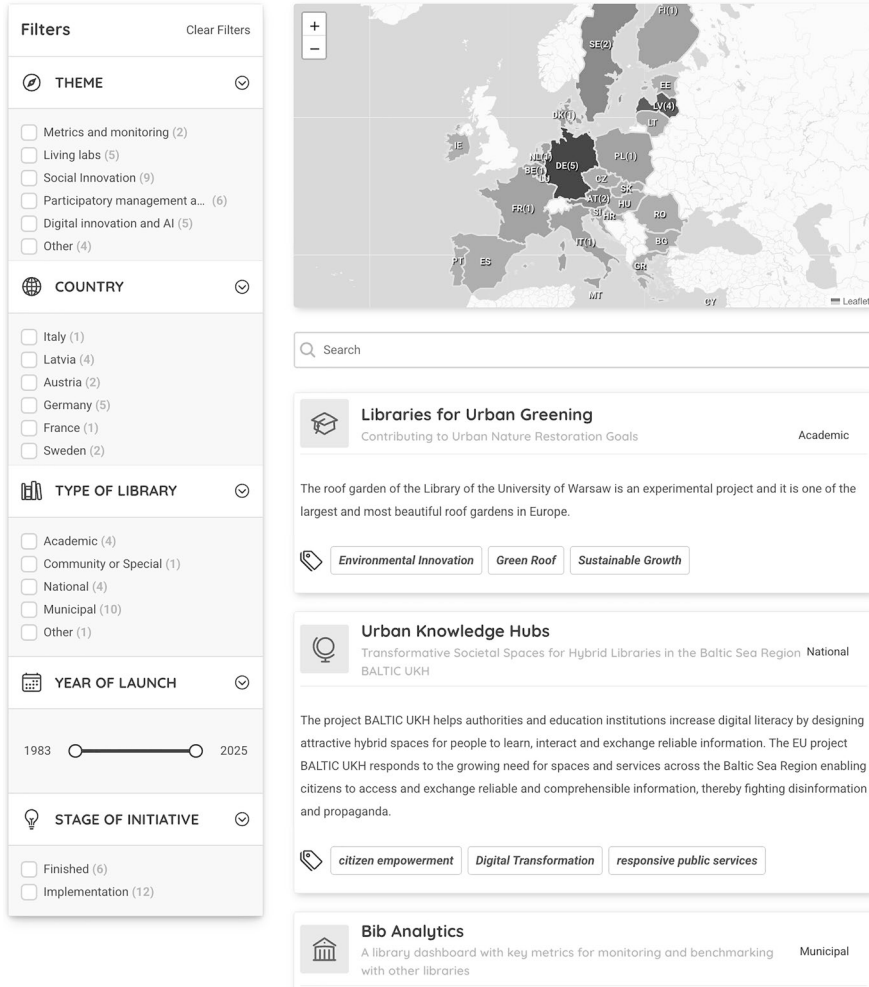 Filters
Clear Filters
THEME
Metrics and monitoring (2)
Living labs (5)
Social Innovation (9)
Participatory management a... (6)
Digital innovation and AI (5)
Other (4)
COUNTRY
Italy (1)
Latvia (4)
Austria (2)
Germany (5)
France (1)
Sweden (2)
TYPE OF LIBRARY
Academic (4)
Community or Special (1)
National (4)
Municipal (10)
Other (1)
YEAR OF LAUNCH
1983
2025
STAGE OF INITIATIVE
Finished (6)
Implementation (12)
+
−
FI(1)
SE(2)
EE
LV(4)
DK(1)
LT
IE
NL(1)
DE(5)
PL(1)
BE(1)
LU
CZ
SK
FR(1)
AT(2)
HU
SI
HR
RO
IT(1)
BG
PT
ES
GR
MT
CY
Leaflet
Search
Libraries for Urban Greening
Contributing to Urban Nature Restoration Goals
Academic
The roof garden of the Library of the University of Warsaw is an experimental project and it is one of the
largest and most beautiful roof gardens in Europe.
Environmental Innovation
Green Roof
Sustainable Growth
Urban Knowledge Hubs
Transformative Societal Spaces for Hybrid Libraries in the Baltic Sea Region
National
BALTIC UKH
The project BALTIC UKH helps authorities and education institutions increase digital literacy by designing
attractive hybrid spaces for people to learn, interact and exchange reliable information. The EU project
BALTIC UKH responds to the growing need for spaces and services across the Baltic Sea Region enabling
citizens to access and exchange reliable and comprehensible information, thereby fighting disinformation
and propaganda.
citizen empowerment
Digital Transformation
responsive public services
Bib Analytics
A library dashboard with key metrics for monitoring and benchmarking
Municipal
with other libraries